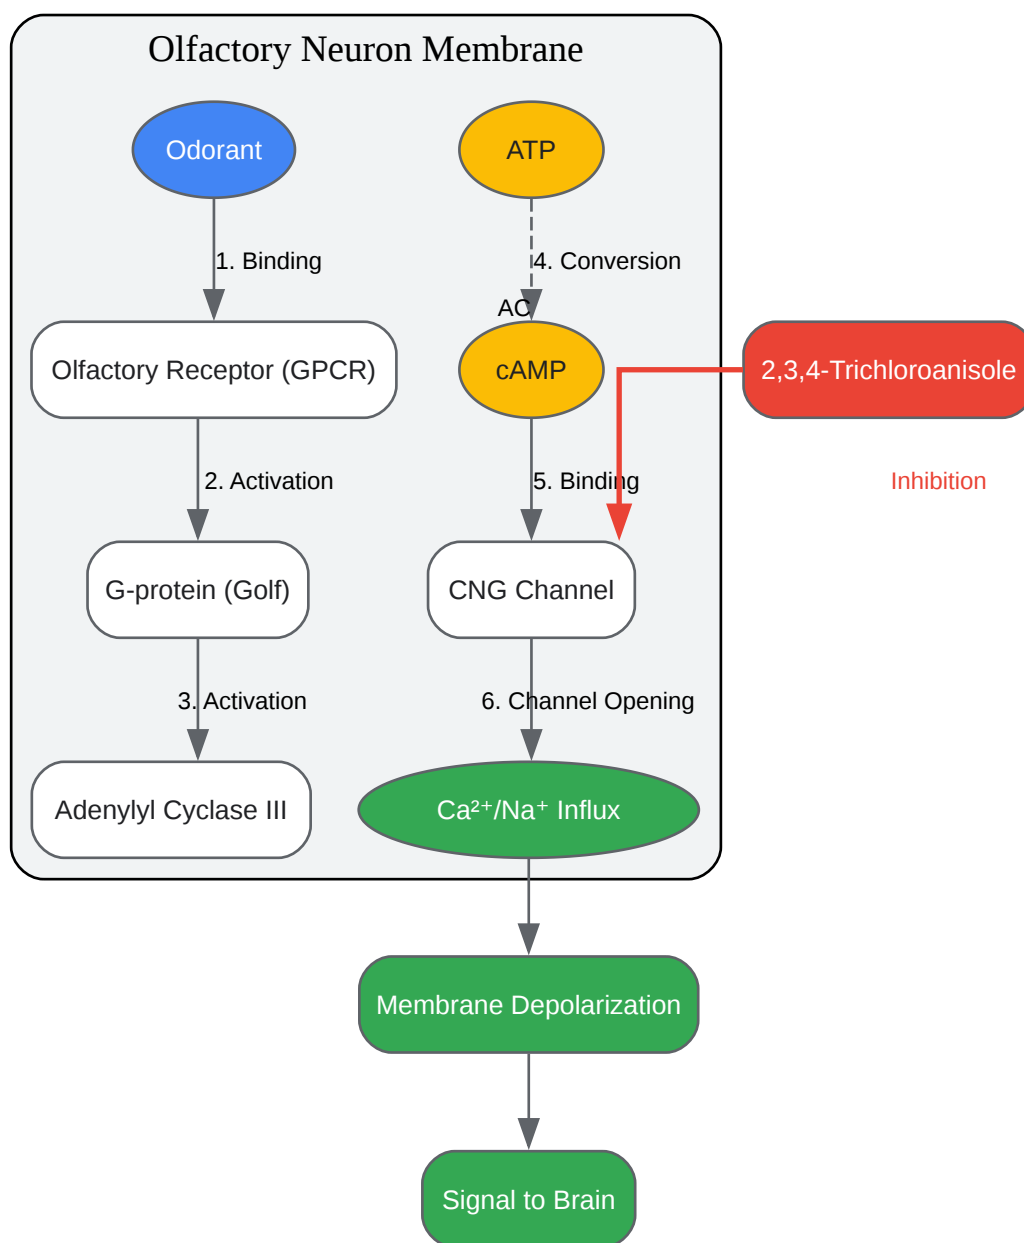 Olfactory Neuron Membrane
Odorant
ATP
1. Binding
4. Conversion
AC
Olfactory Receptor (GPCR)
cAMP
2,3,4-Trichloroanisole
2. Activation
5. Binding
Inhibition
G-protein (Golf)
CNG Channel
3. Activation
6. Channel Opening
Adenylyl Cyclase III
Ca²⁺/Na⁺ Influx
Membrane Depolarization
Signal to Brain